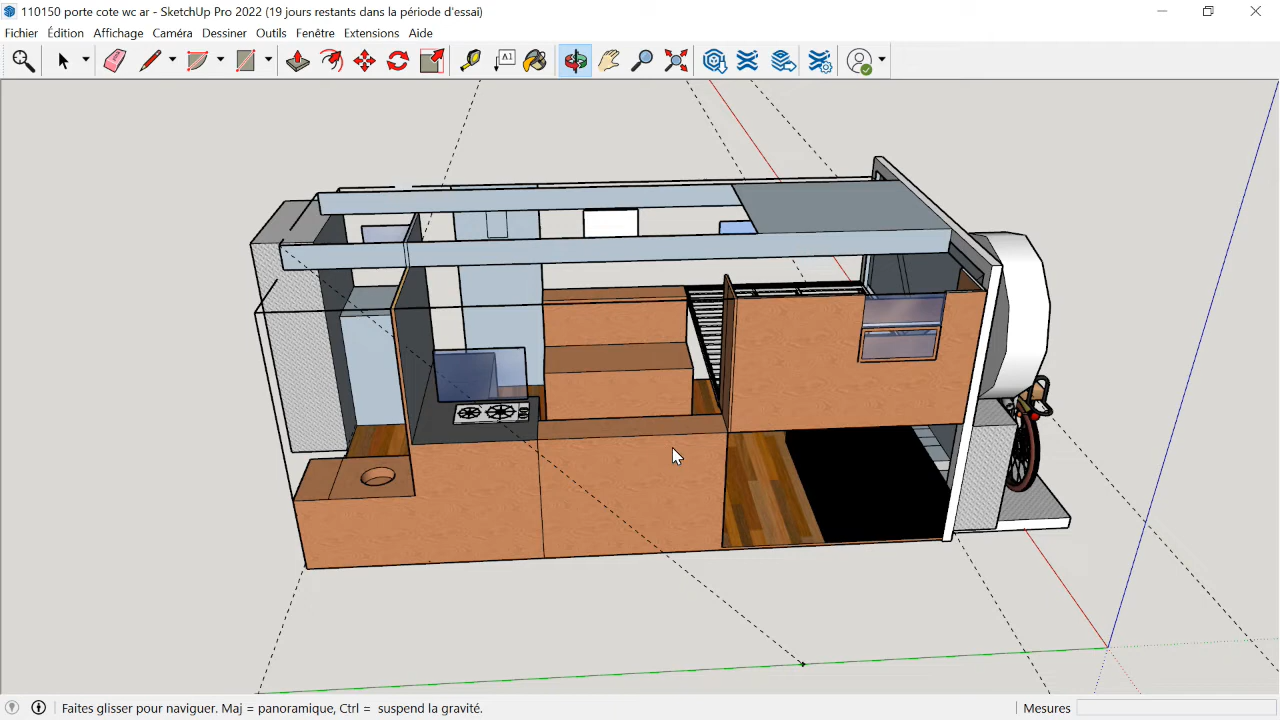 110150 porte cote wc ar - SketchUp Pro 2022 (19 jours restants dans la période d'essai)
Fichier Édition Affichage Caméra Dessiner Outils Fenêtre Extensions Aide
A1
Faites glisser pour naviguer. Maj = panoramique, Ctrl = suspend la gravité. Mesures